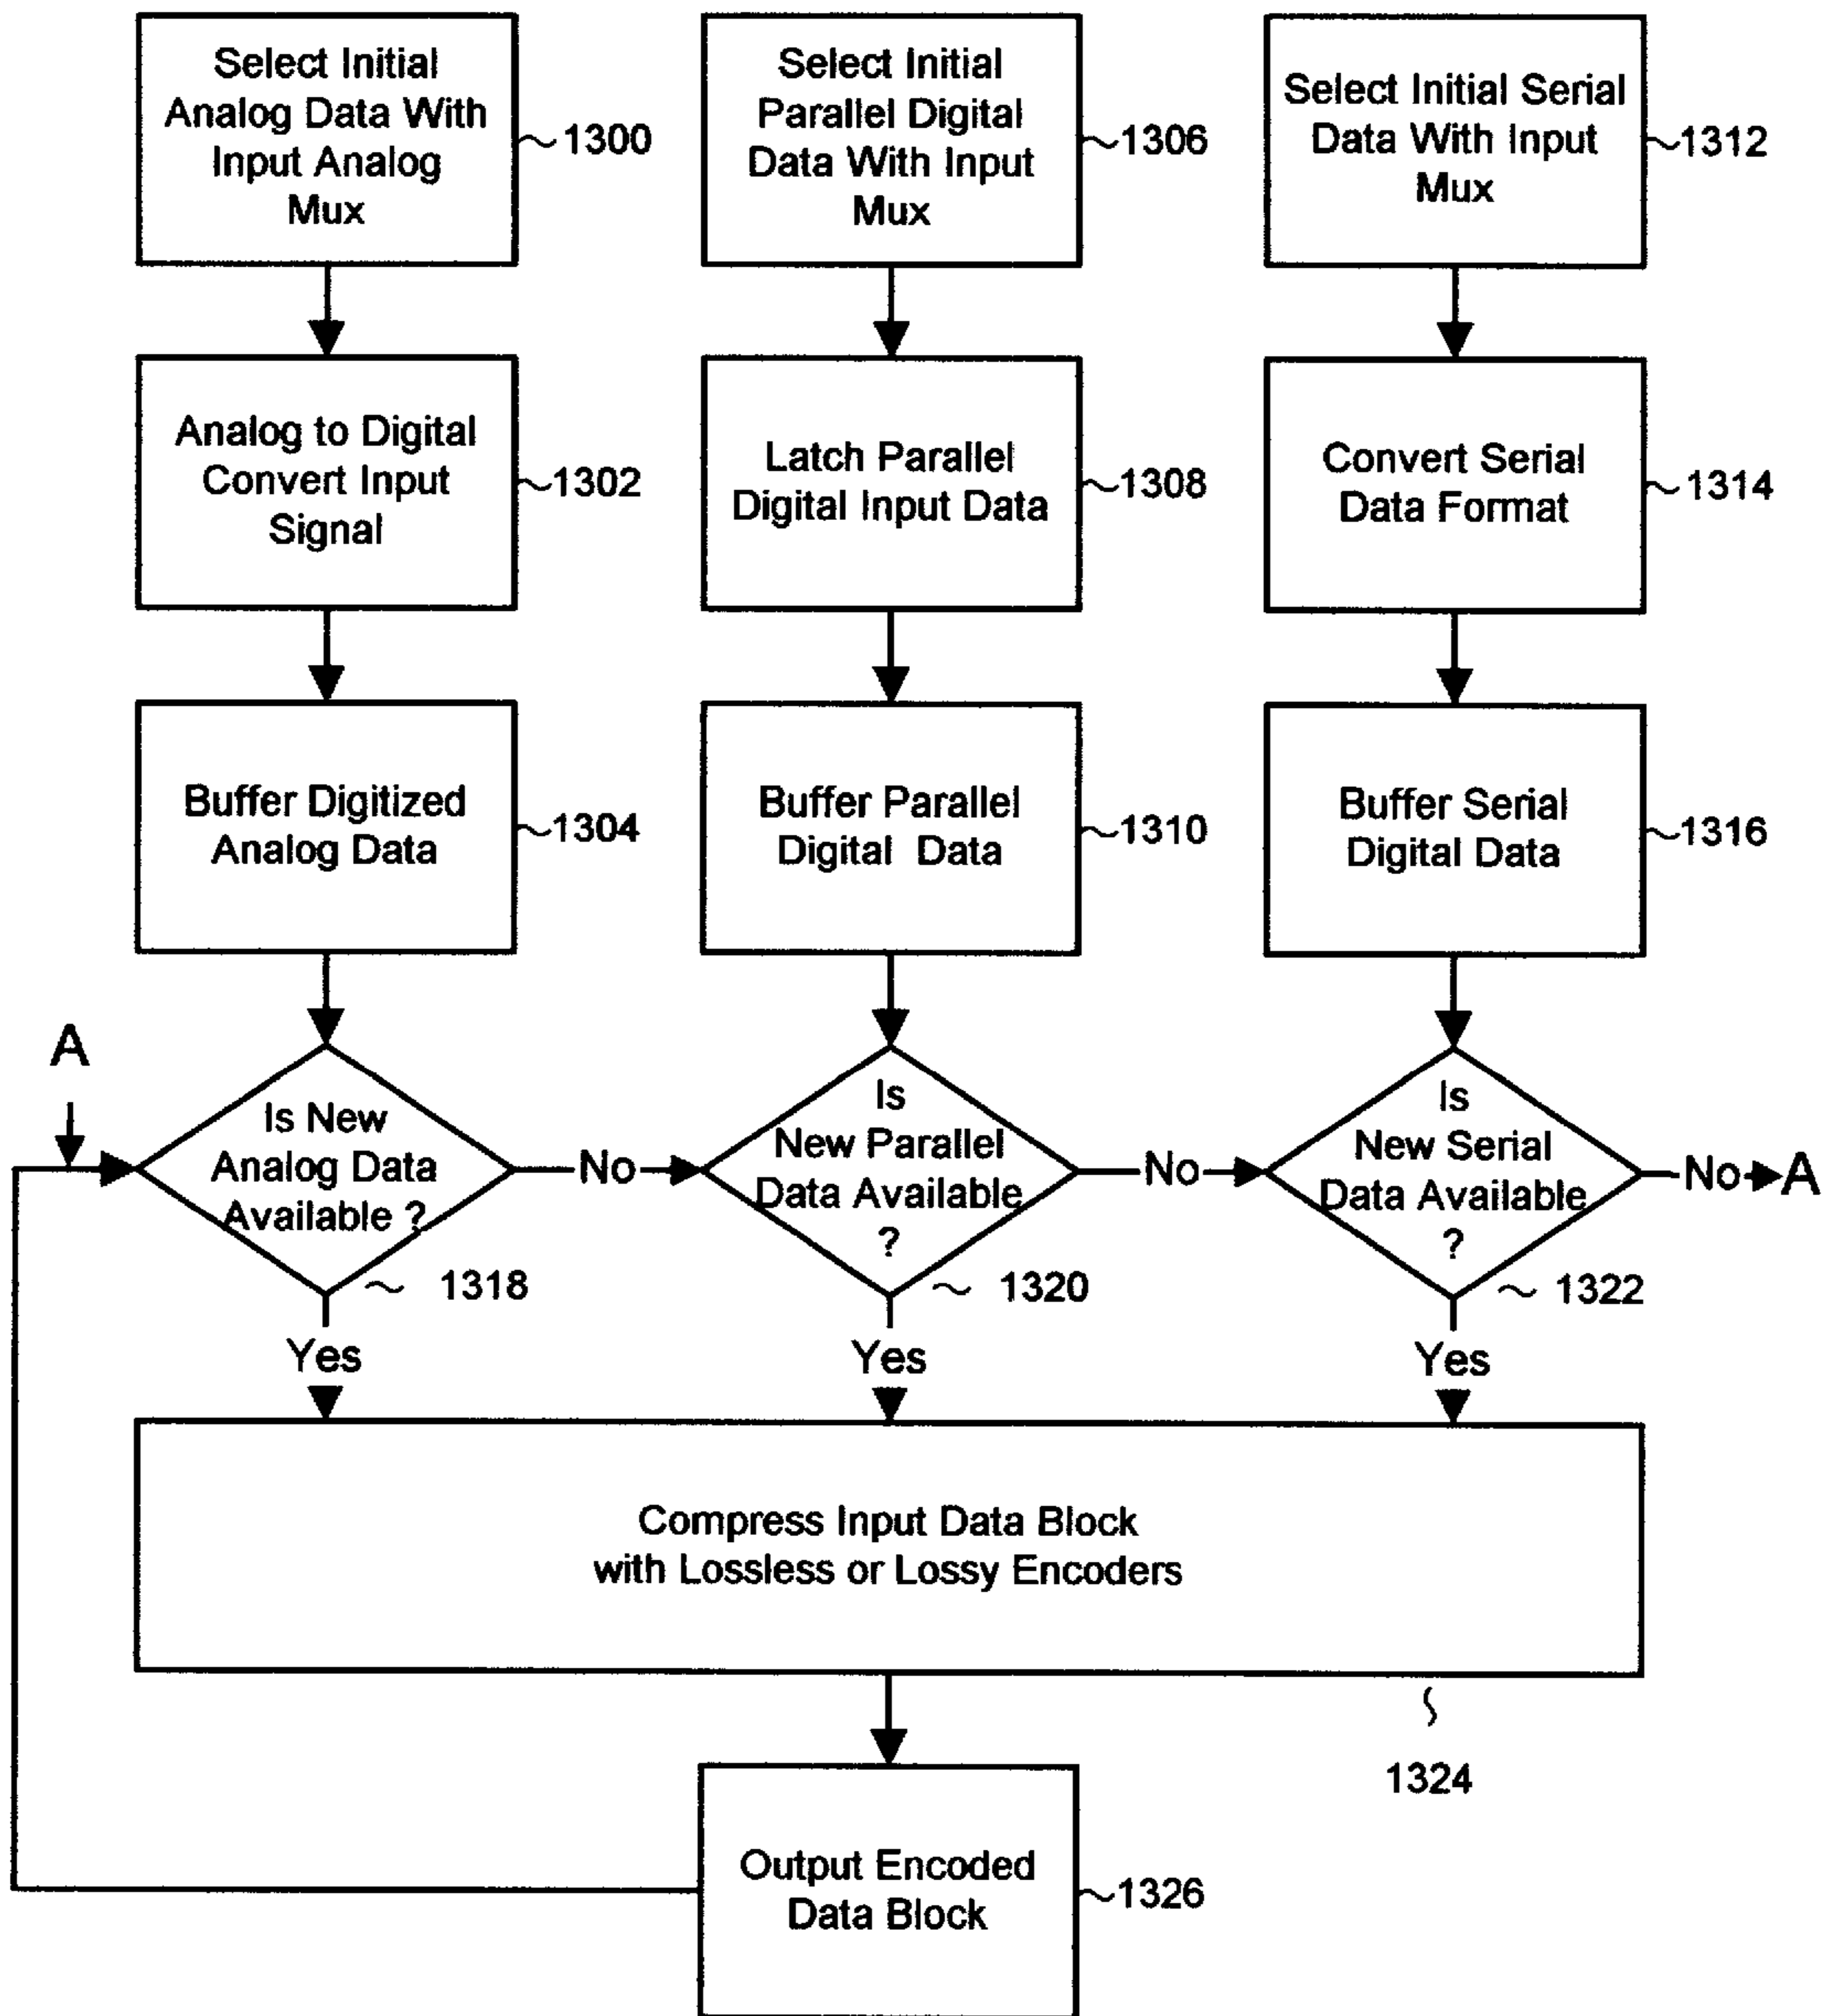 Select Initial
Analog Data With
Input Analog
Mux
1300
Select Initial
Parallel Digital
Data With Input
Mux
1306
Select Initial Serial
Data With Input
Mux
1312
Analog to Digital
Convert Input
Signal
1302
Latch Parallel
Digital Input Data
1308
Convert Serial
Data Format
1314
Buffer Digitized
Analog Data
1304
Buffer Parallel
Digital Data
1310
Buffer Serial
Digital Data
1316
A
Is New
Analog Data
Available ?
1318
No
Is
New Parallel
Data Available
?
1320
No
Is
New Serial
Data Available
?
1322
No
A
Yes
Yes
Yes
Compress Input Data Block
with Lossless or Lossy Encoders
1324
Output Encoded
Data Block
1326